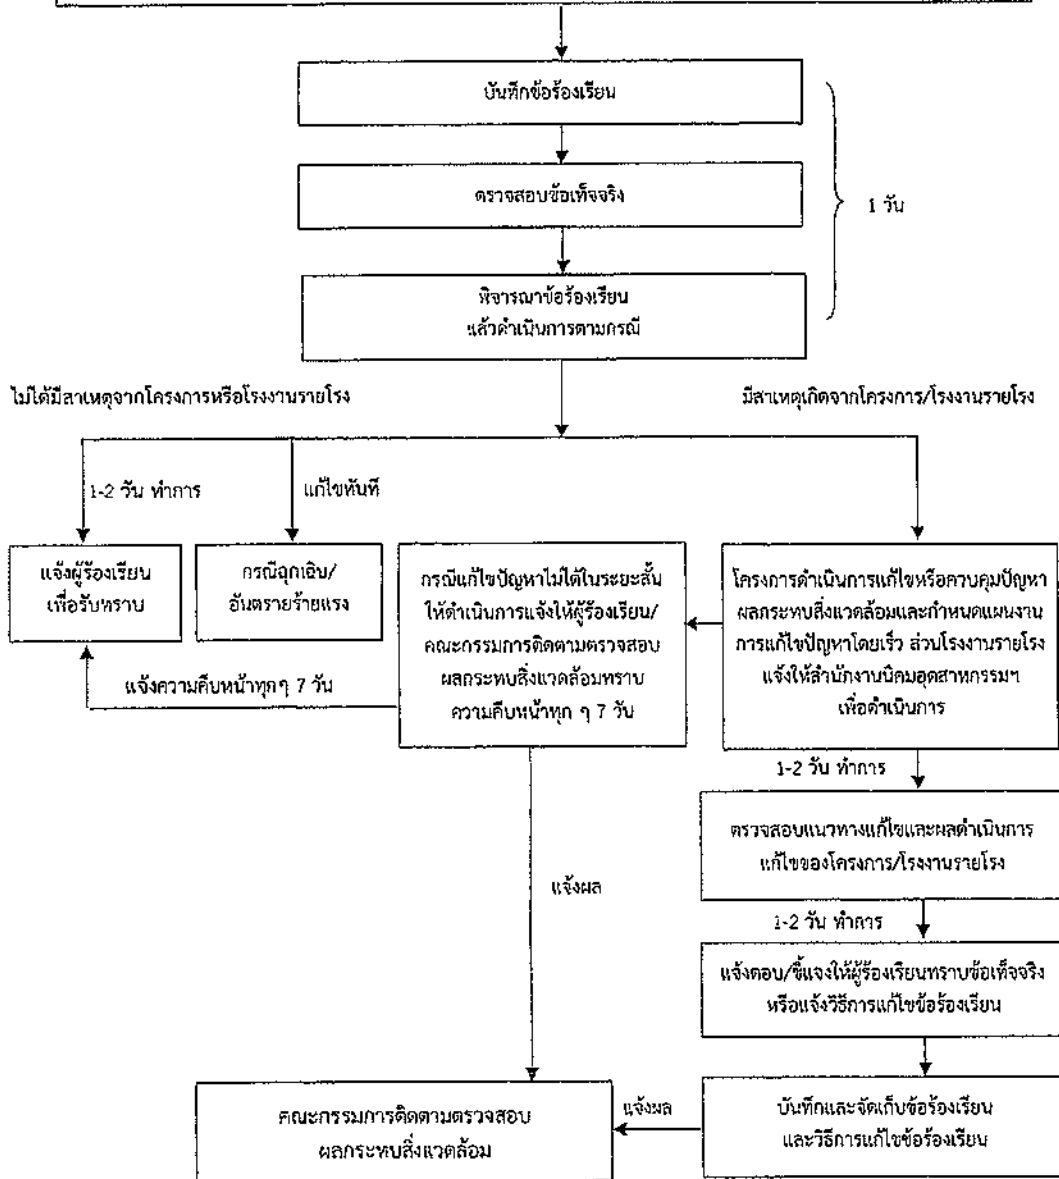 บันทึกข้อร้องเรียน
ตรวจสอบข้อเท็จจริง
1 วัน
พิจารณาข้อร้องเรียน
แล้วดำเนินการตามกรณี
ไม่ได้มีสาเหตุจากโครงการหรือโรงงานรายโรง
มีสาเหตุเกิดจากโครงการ/โรงงานรายโรง
1-2 วัน ทำการ
แก้ไขทันที
แจ้งผู้ร้องเรียน
เพื่อรับทราบ
กรณีฉุกเฉิน/
อันตรายร้ายแรง
กรณีแก้ไขปัญหาไม่ได้ในระยะสั้น
ให้ดำเนินการแจ้งให้ผู้ร้องเรียน/
คณะกรรมการติดตามตรวจสอบ
ผลกระทบสิ่งแวดล้อมทราบ
ความคืบหน้าทุก ๆ 7 วัน
โครงการดำเนินการแก้ไขหรือควบคุมปัญหา
ผลกระทบสิ่งแวดล้อมและกำหนดแผนงาน
การแก้ไขปัญหาโดยเร็ว ส่วนโรงงานรายโรง
แจ้งให้สำนักงานนิคมอุตสาหกรรมฯ
เพื่อดำเนินการ
แจ้งความคืบหน้าทุกๆ 7 วัน
1-2 วัน ทำการ
ตรวจสอบแนวทางแก้ไขและผลดำเนินการ
แก้ไขของโครงการ/โรงงานรายโรง
แจ้งผล
1-2 วัน ทำการ
แจ้งตอบ/ชี้แจงให้ผู้ร้องเรียนทราบข้อเท็จจริง
หรือแจ้งวิธีการแก้ไขข้อร้องเรียน
คณะกรรมการติดตามตรวจสอบ
ผลกระทบสิ่งแวดล้อม
แจ้งผล
บันทึกและจัดเก็บข้อร้องเรียน
และวิธีการแก้ไขข้อร้องเรียน